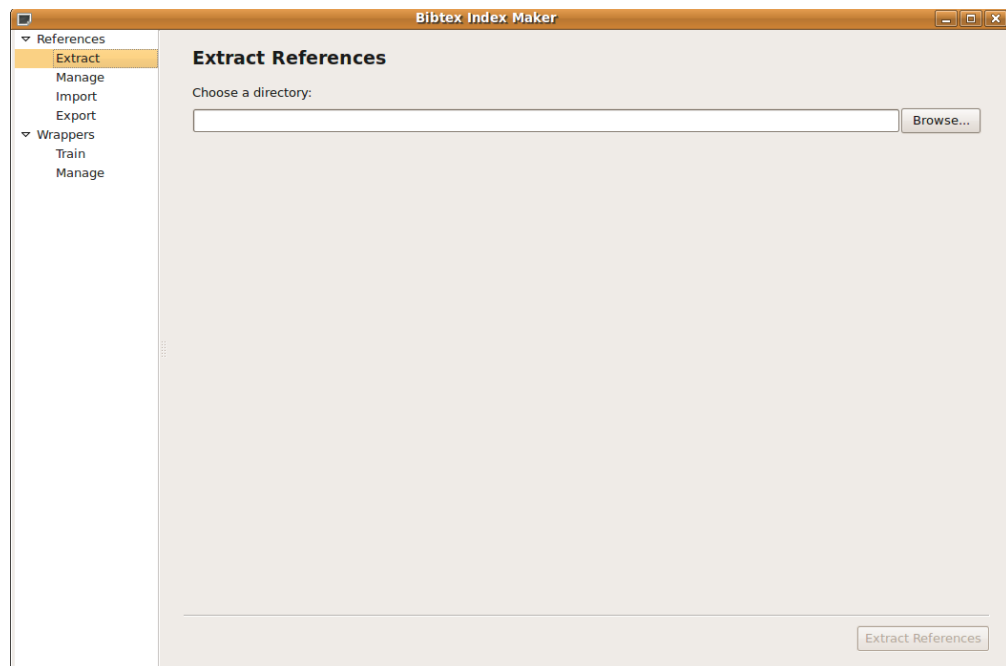 Bibtex Index Maker
References
Extract
Manage
Import
Export
Wrappers
Train
Manage
Extract References
Choose a directory:
Browse...
Extract References